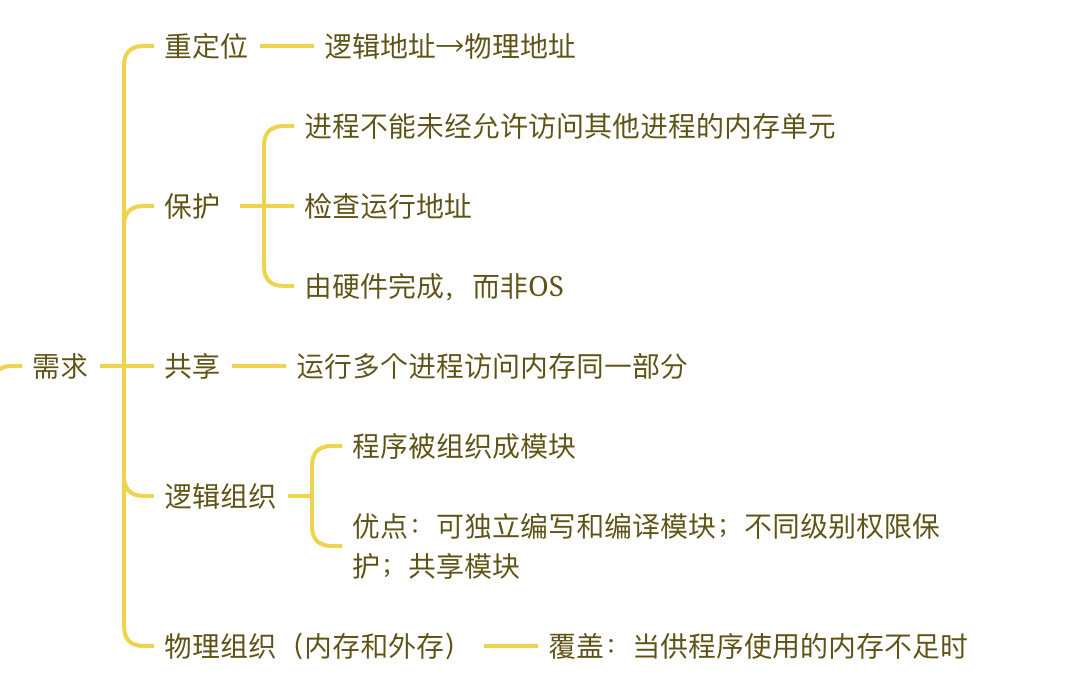 重定位
逻辑地址→物理地址
进程不能未经允许访问其他进程的内存单元
保护
检查运行地址
由硬件完成，而非OS
需求
共享
运行多个进程访问内存同一部分
程序被组织成模块
逻辑组织
优点：可独立编写和编译模块；不同级别权限保
护；共享模块
物理组织（内存和外存）
覆盖：当供程序使用的内存不足时